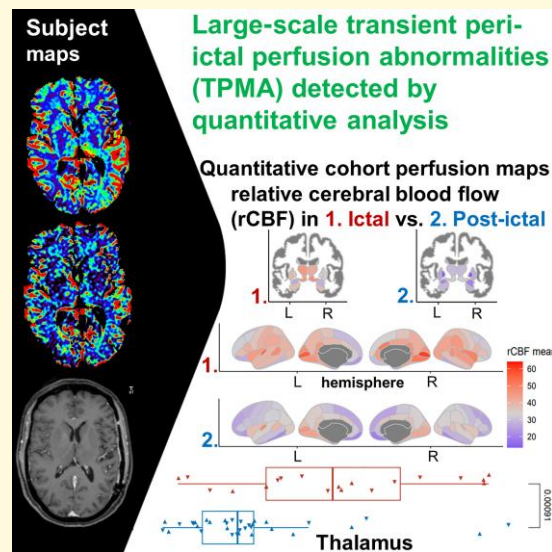 Subject
maps
Large-scale transient peri-
ictal perfusion abnormalities
(TPMA) detected by
quantitative analysis
Quantitative cohort perfusion maps
relative cerebral blood flow
(rCBF) in 1. Ictal vs. 2. Post-ictal
1.
2.
L R
L R
1.
rCBF mean
60
50
40
30
20
L hemisphere R
2.
L R
0.00091
Thalamus